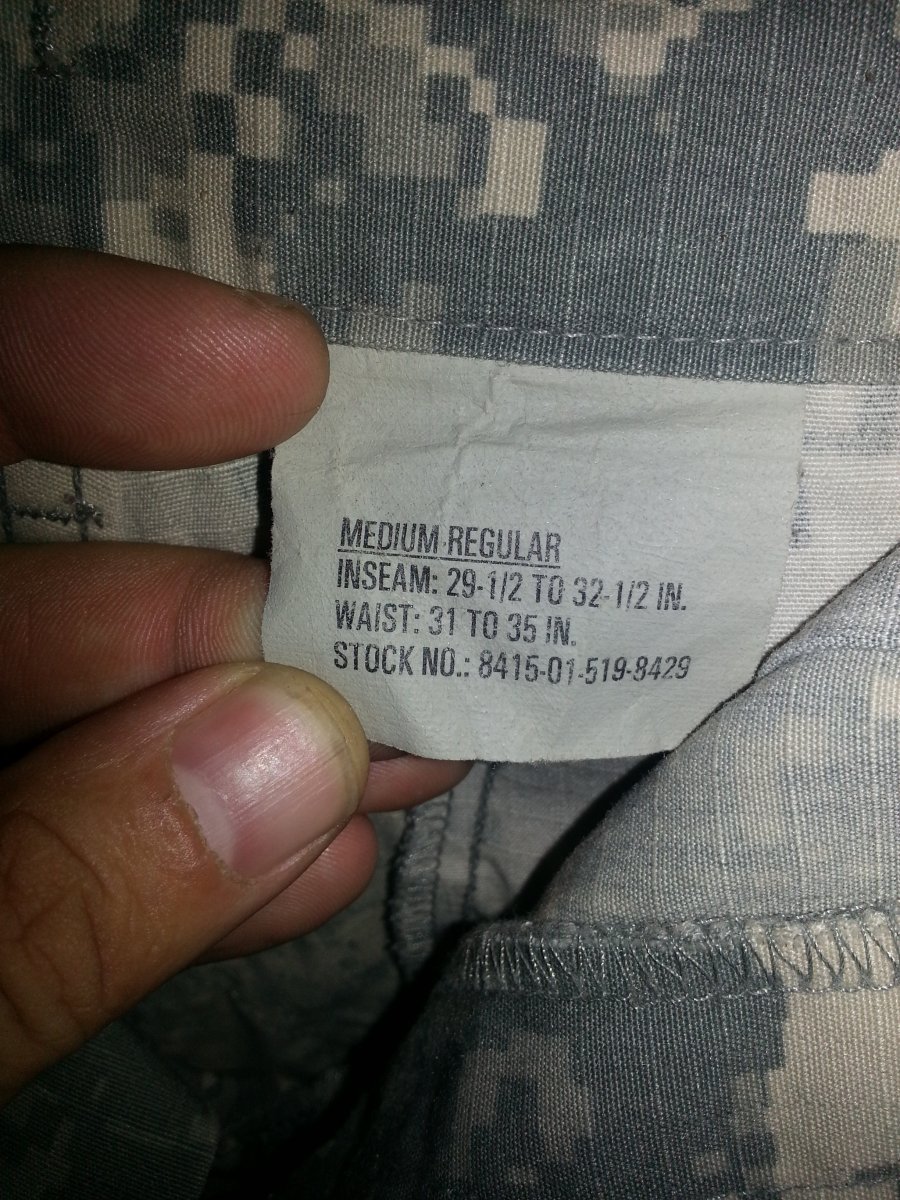 MEDIUM-REGULAR
INSEAM: 29-1/2 TO 32-1/2 IN.
WAIST: 31 TO 35 IN.
STOCK NO.: 8415-01-519-8429